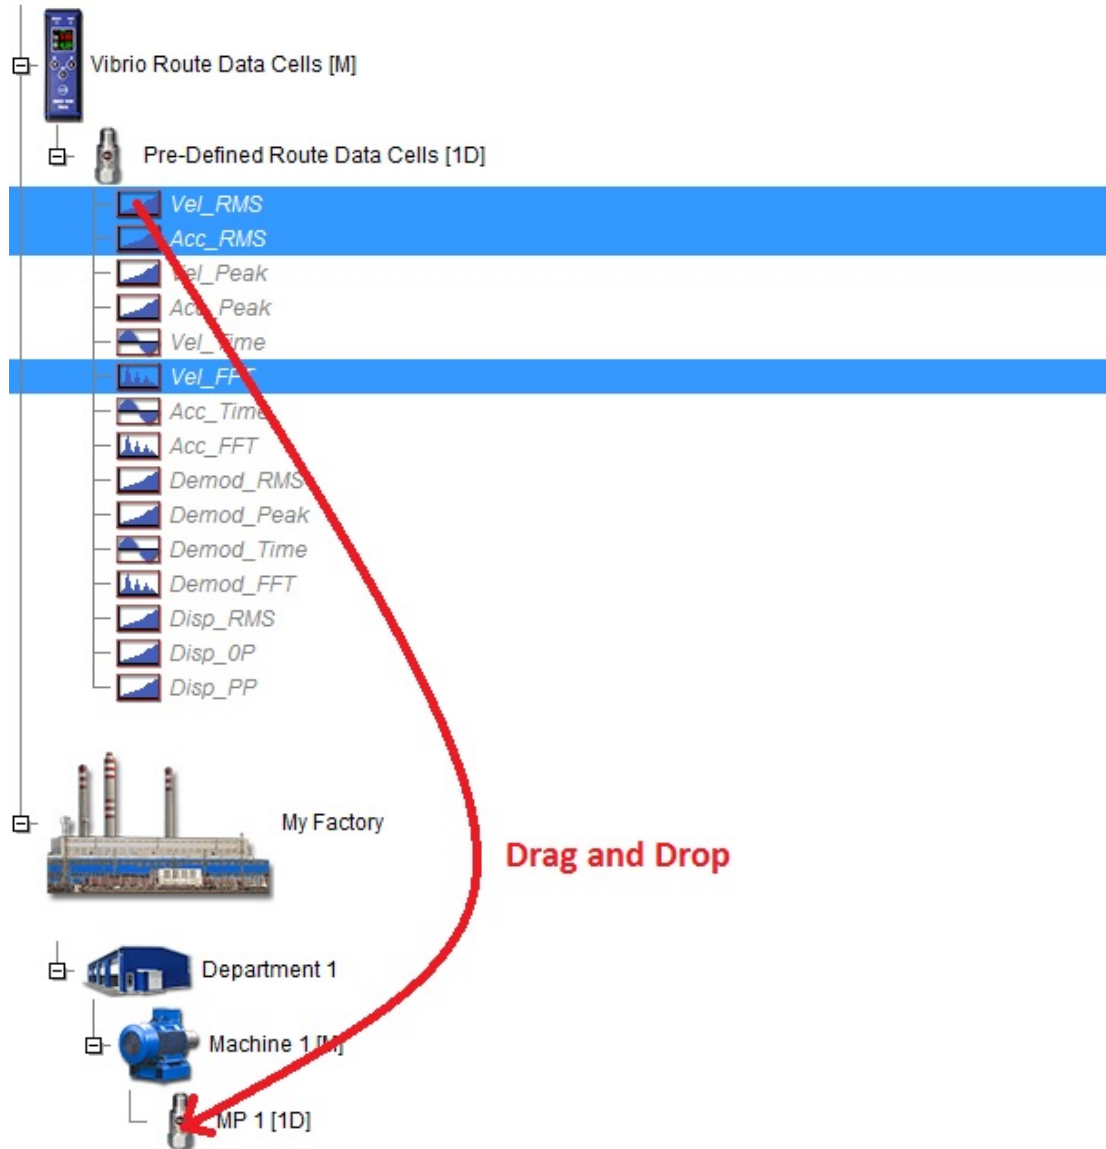 Vibrio Route Data Cells [M]
Pre-Defined Route Data Cells [1D]
Vel_RMS
Acc_RMS
Vel_Peak
Acc_Peak
Vel_Time
Vel_FFT
Acc_Time
Acc_FFT
Demod_RMS
Demod_Peak
Demod_Time
Demod_FFT
Disp_RMS
Disp_0P
Disp_PP
My Factory
Drag and Drop
Department 1
Machine 1 [M]
MP 1 [1D]